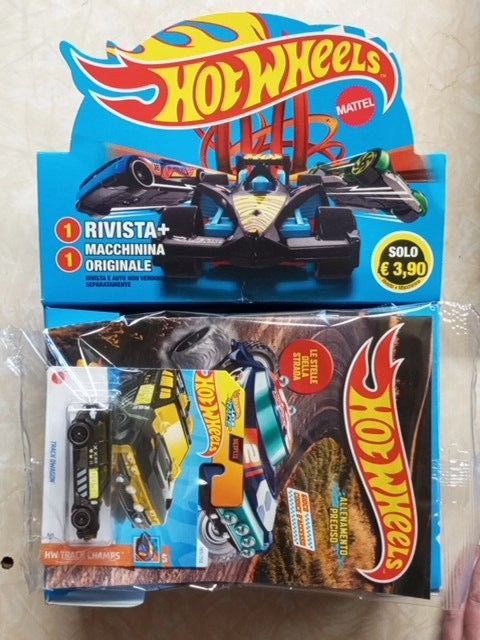 HOT WHEELS
MATTEL
1 RIVISTA+
1 MACCHININA
ORIGINALE
RIVISTA E AUTO NON VENDIBILI
SEPARATAMENTE
SOLO
€ 3,90
LE STELLE
DELLA
STRADA
HOT WHEELS
ALLENAMENTO
PRECISO
HOT WHEELS
TRACK DWAGON
HW TRACK CHAMPS